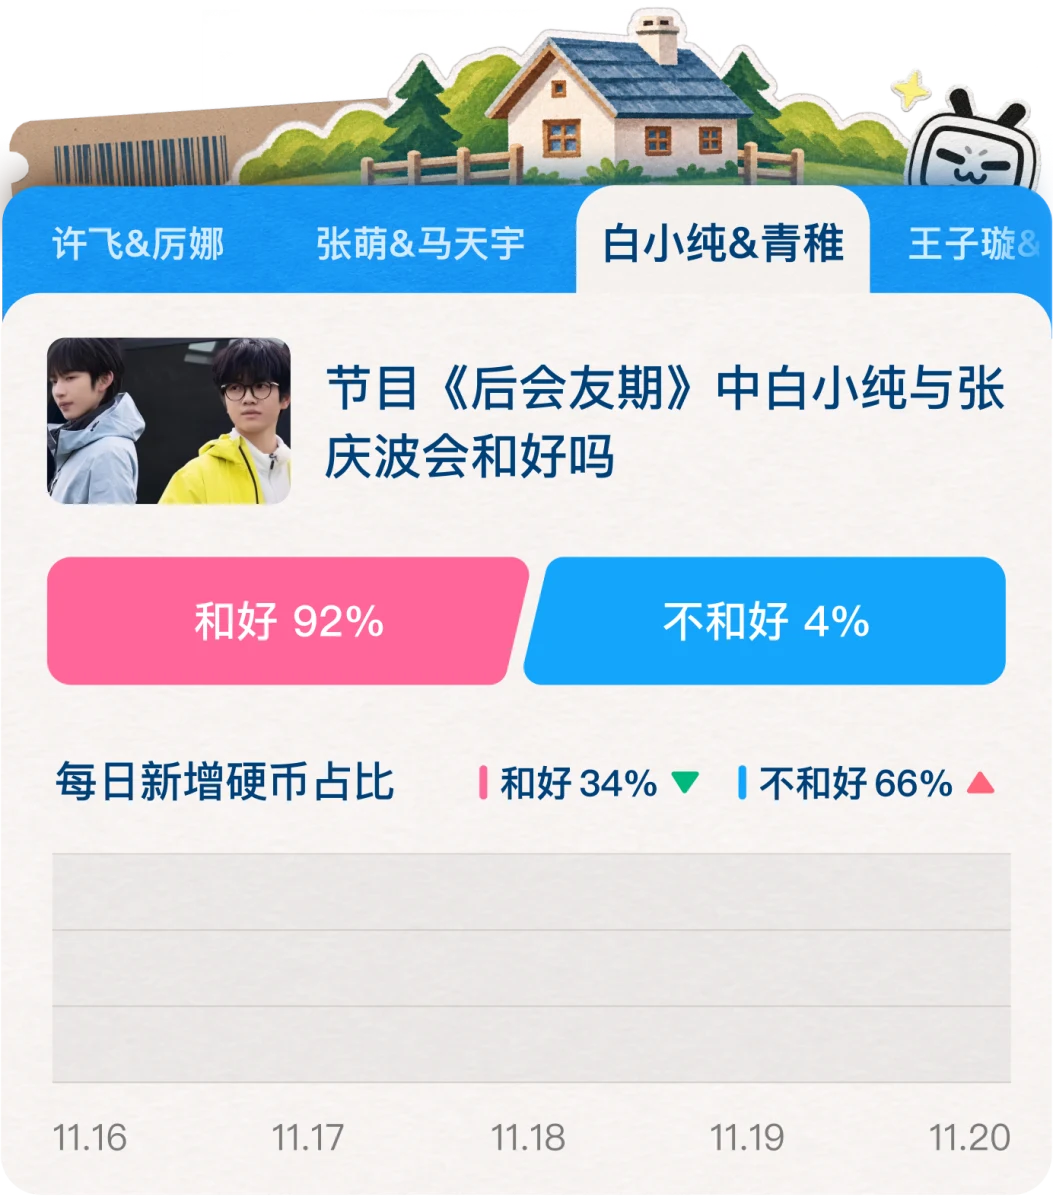 许飞&厉娜
张萌&马天宇
白小纯&青稚
王子璇&
节目《后会友期》中白小纯与张
庆波会和好吗
和好 92%
不和好 4%
每日新增硬币占比
和好 34%
不和好 66%
11.16
11.17
11.18
11.19
11.20